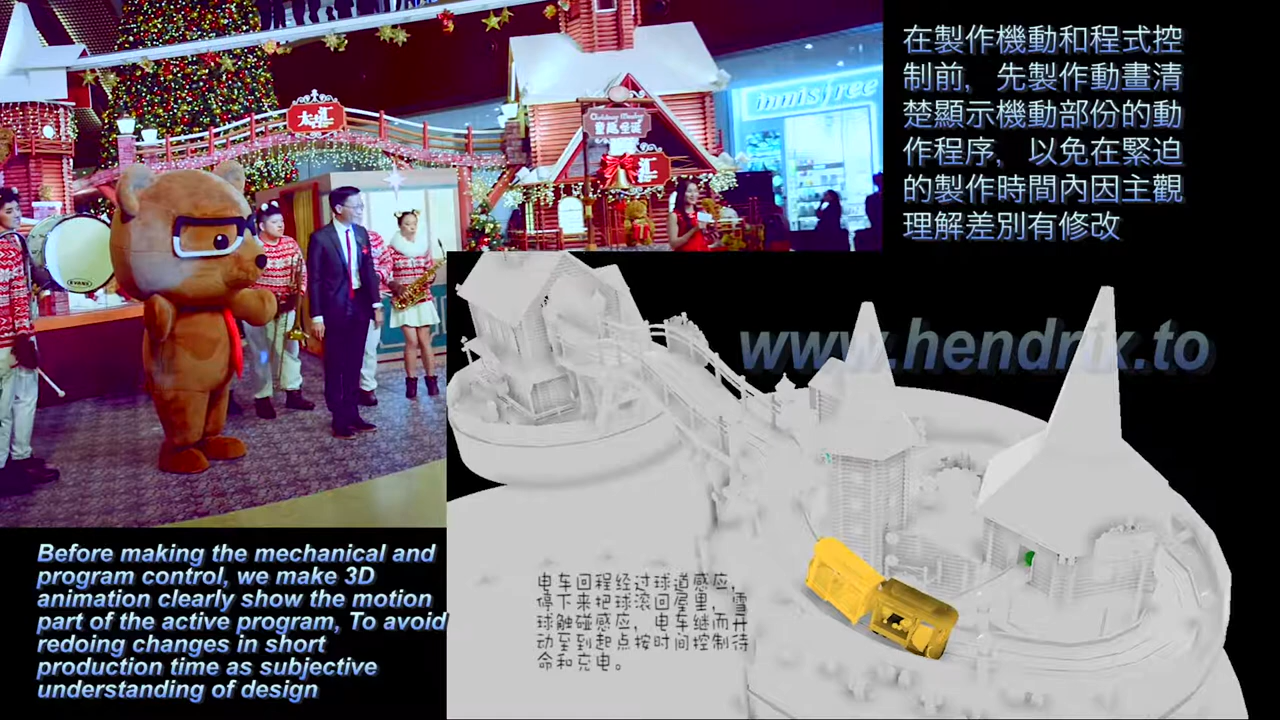 在製作機動和程式控
制前，先製作動畫清
楚顯示機動部份的動
作程序，以免在緊迫
的製作時間內因主觀
理解差別有修改
innisfree
太汇
EVANS
www.hendrix.to
Before making the mechanical and
program control, we make 3D
animation clearly show the motion
part of the active program, To avoid
redoing changes in short
production time as subjective
understanding of design
电车回程经过球道感应，
停下来把球滚回屋里，雪
球触碰感应，电车继而开
动至到起点按时间控制待
命和充电。